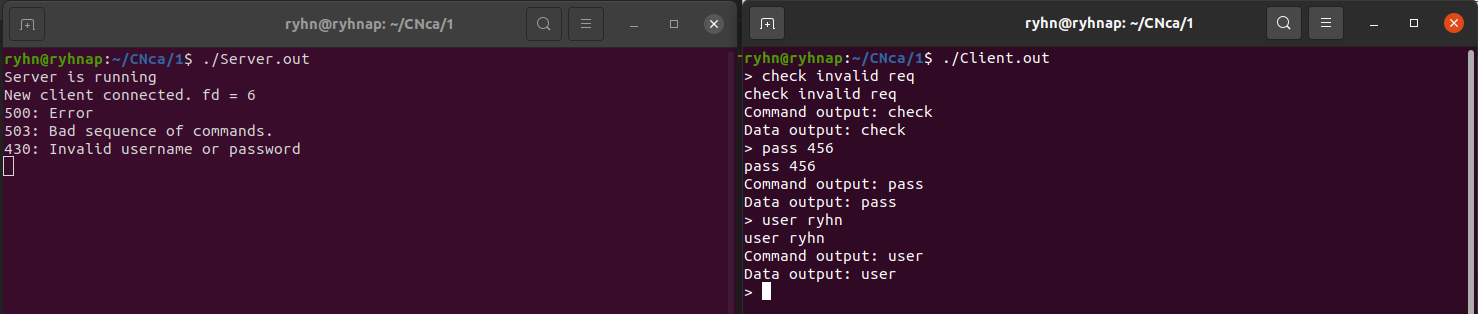 ryhn@ryhnap: ~/CNca/1
ryhn@ryhnap:~/CNca/1$ ./Server.out
Server is running
New client connected. fd = 6
500: Error
503: Bad sequence of commands.
430: Invalid username or password
ryhn@ryhnap: ~/CNca/1
ryhn@ryhnap:~/CNca/1$ ./Client.out
> check invalid req
check invalid req
Command output: check
Data output: check
> pass 456
pass 456
Command output: pass
Data output: pass
> user ryhn
user ryhn
Command output: user
Data output: user
>